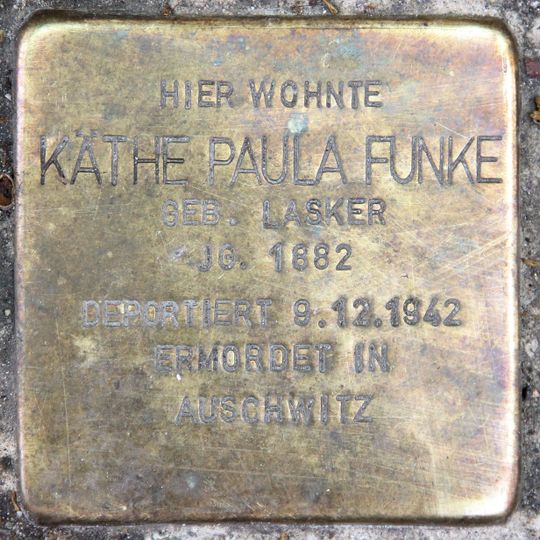 HIER WOHNTE
KÄTHE PAULA FUNKE
GEB. LASKER
JG. 1882
DEPORTIERT 9.12.1942
ERMORDET IN
AUSCHWITZ